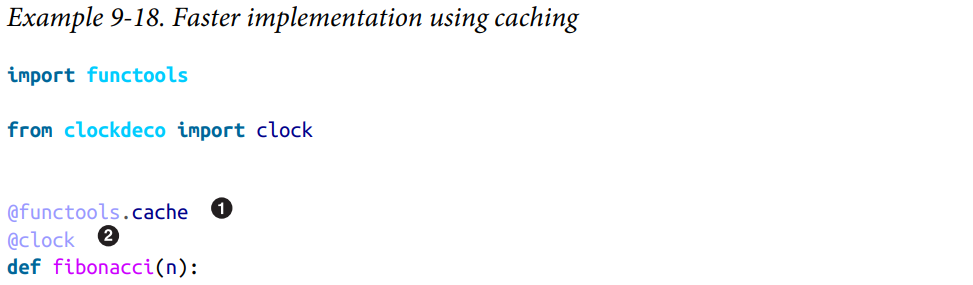 Example 9-18. Faster implementation using caching
import functools
from clockdeco import clock
@functools.cache ❶
@clock ❷
def fibonacci(n):